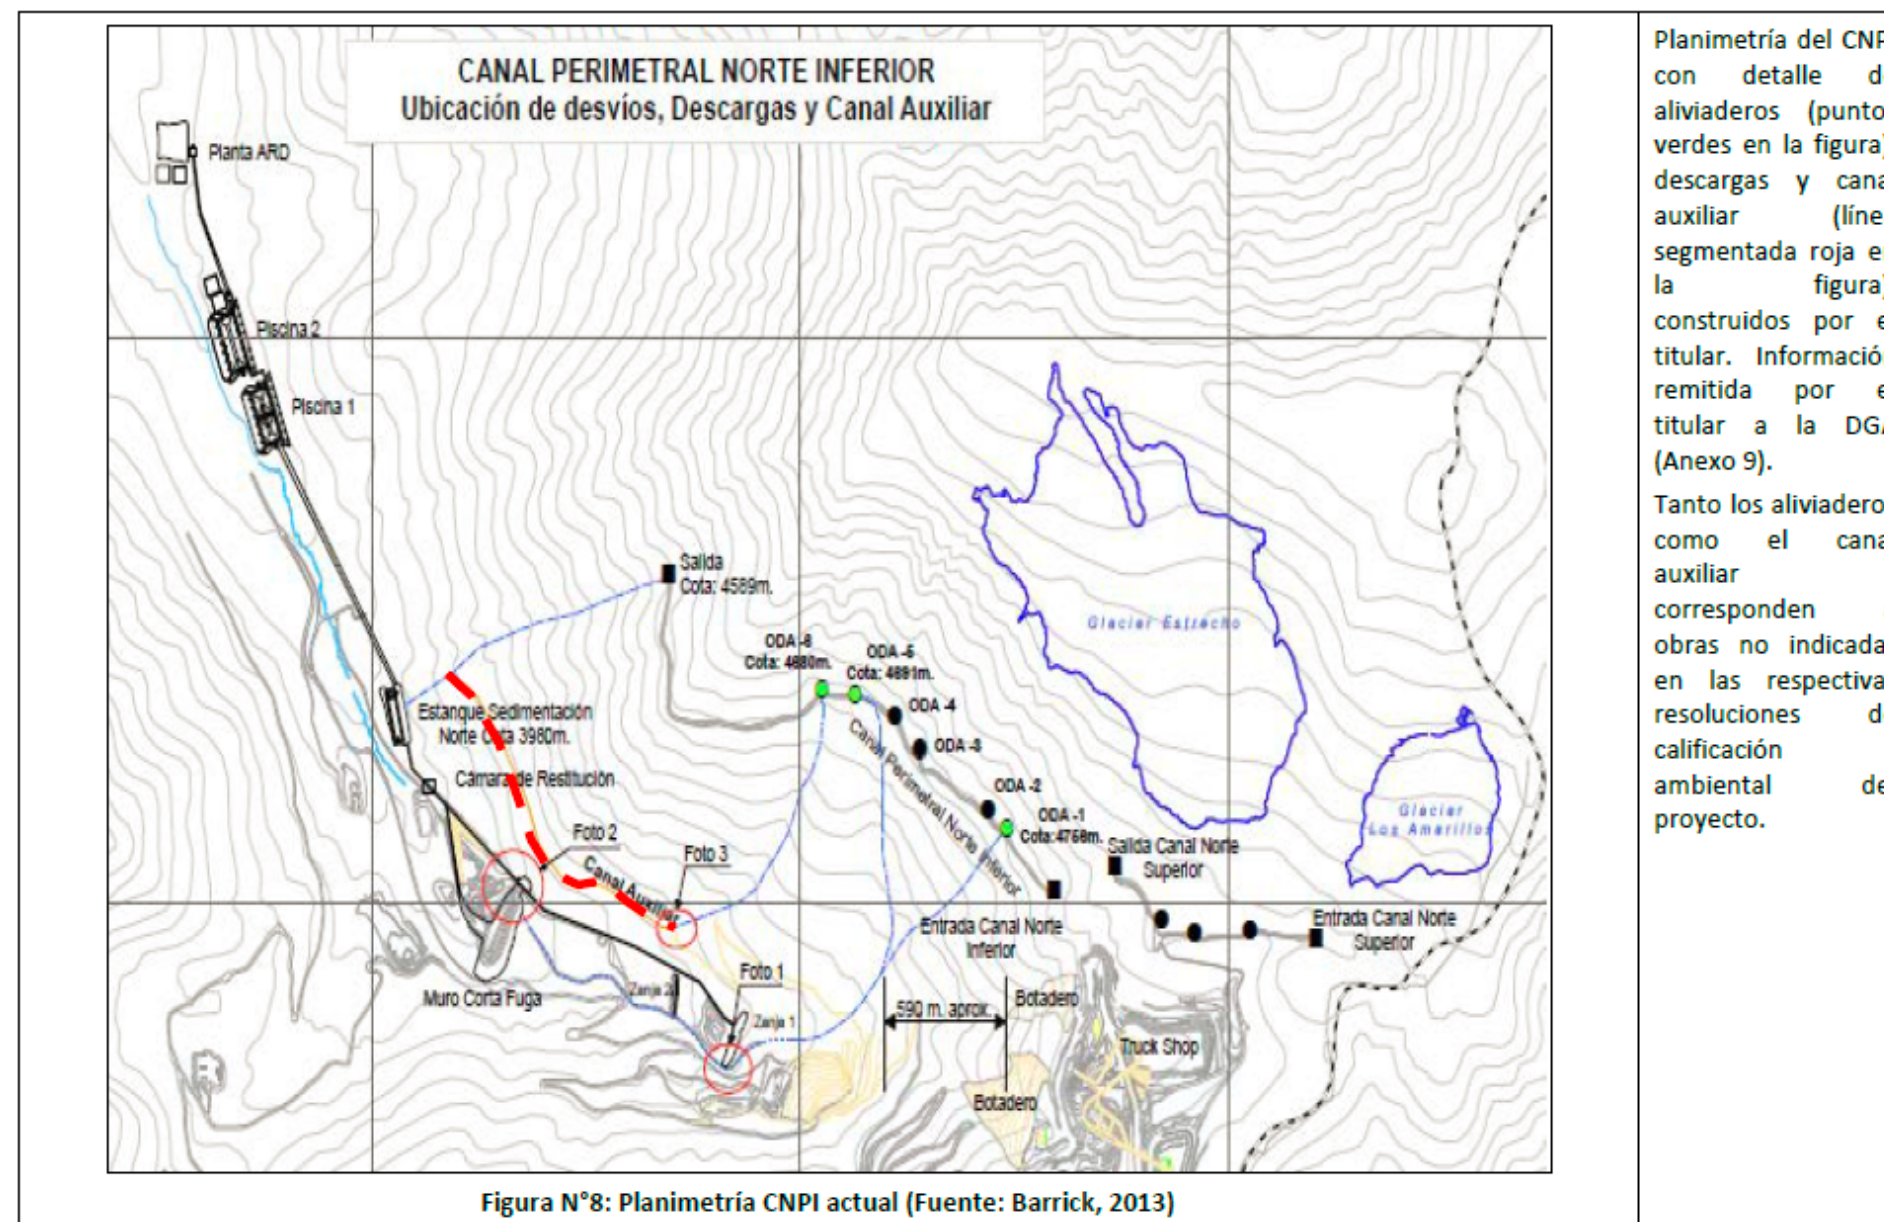 CANAL PERIMETRAL NORTE INFERIOR
Ubicación de desvíos, Descargas y Canal Auxiliar
Planta ARD
Piscina 2
Piscina 1
Salida
Cota: 4589m.
ODA -6
Cota: 4680m.
ODA -5
Cota: 4691m.
ODA -4
ODA -3
ODA -2
ODA -1
Cota:4758m.
Canal Perimetral Norte Inferior
Glaciar Estrecho
Glaciar
Los Amarillos
Estanque Sedimentación
Norte Cota 3980m.
Cámara de Restitución
Foto 2
Foto 3
Canal Auxiliar
Salida Canal Norte
Superior
Entrada Canal Norte
Inferior
Entrada Canal Norte
Superior
Muro Corta Fuga
Zanja 2
Foto 1
Zanja 1
590 m. aprox.
Botadero
Truck Shop
Botadero
Figura N°8: Planimetría CNPI actual (Fuente: Barrick, 2013)
Planimetría del CNP
con detalle d
aliviaderos (punto
verdes en la figura)
descargas y cana
auxiliar (líne
segmentada roja e
la figura)
construidos por e
titular. Informació
remitida por e
titular a la DG
(Anexo 9).
Tanto los aliviadero
como el cana
auxiliar
corresponden
obras no indicada
en las respectiva
resoluciones d
calificación
ambiental de
proyecto.